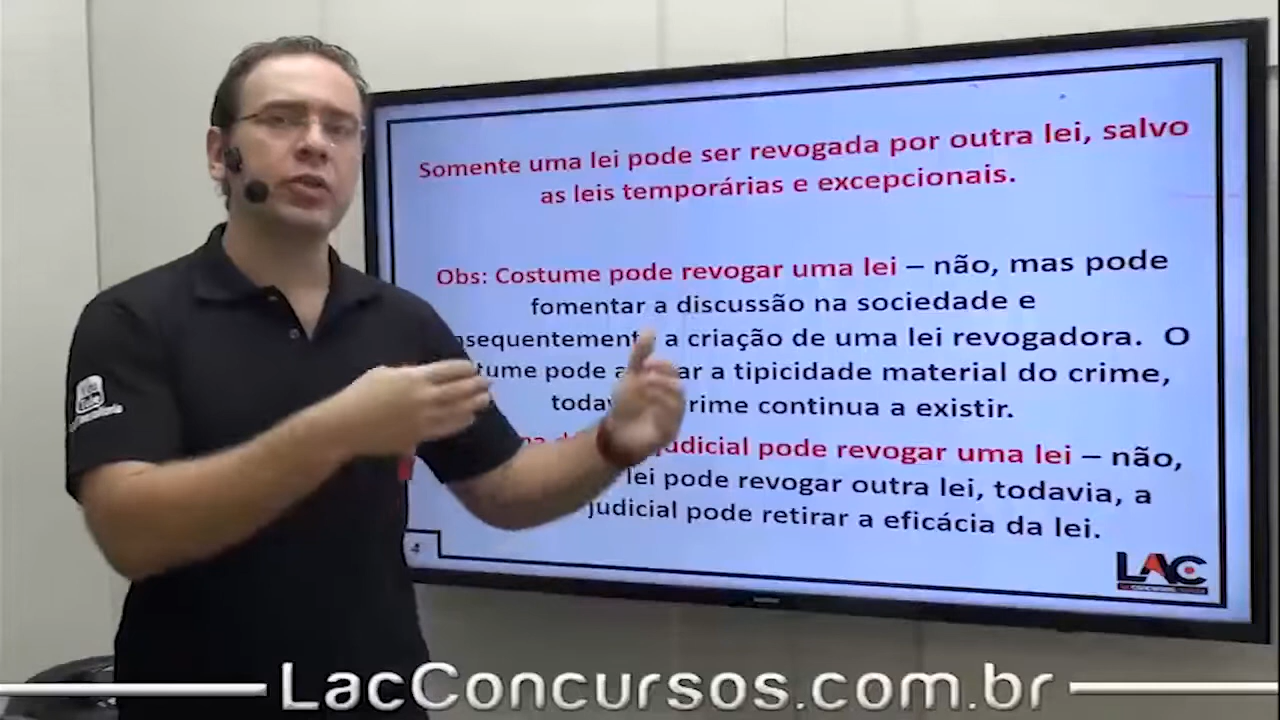 Somente uma lei pode ser revogada por outra lei, salvo
as leis temporárias e excepcionais.
Obs: Costume pode revogar uma lei – não, mas pode
fomentar a discussão na sociedade e
a criação de uma lei revogadora. O
pode a tipicidade material do crime,
continua a existir.
pode revogar uma lei – não,
lei pode revogar outra lei, todavia, a
judicial pode retirar a eficácia da lei.
4
LAC
LacConcursos.com.br